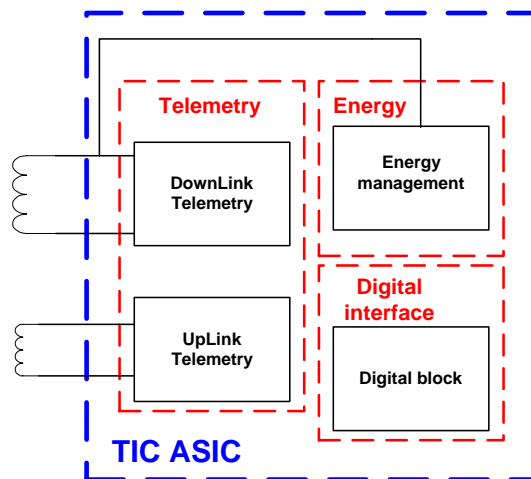 Telemetry
DownLink
Telemetry
UpLink
Telemetry
Energy
Energy
management
Digital
interface
Digital block
TIC ASIC